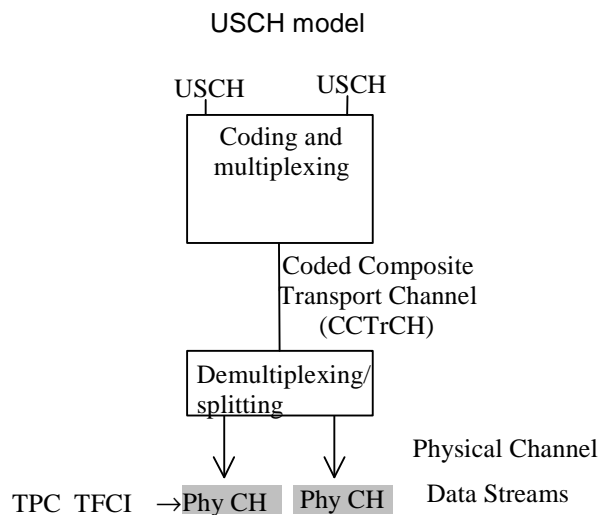 USCH model
USCH USCH
Coding and
multiplexing
Coded Composite
Transport Channel
(CCTrCH)
Demultiplexing/
splitting
Physical Channel
Data Streams
TPC TFCI →Phy CH Phy CH